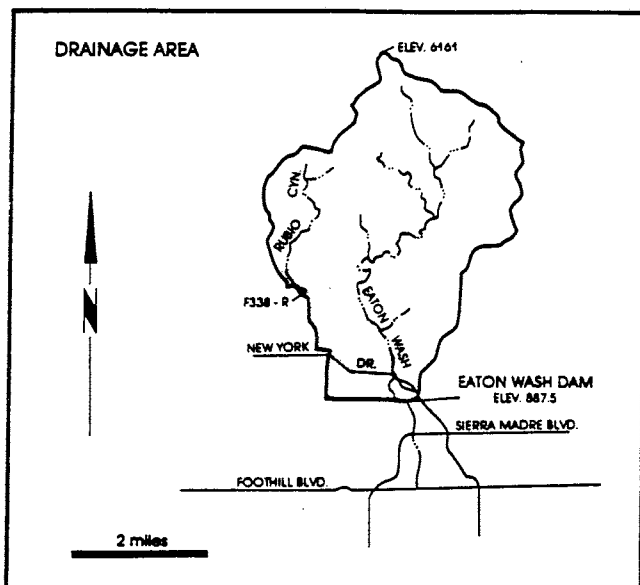 DRAINAGE AREA
ELEV. 6161
RUBIO CYN.
F338 - R
EATON WASH
NEW YORK DR.
EATON WASH DAM
ELEV. 887.5
SIERRA MADRE BLVD.
FOOTHILL BLVD.
N
2 miles